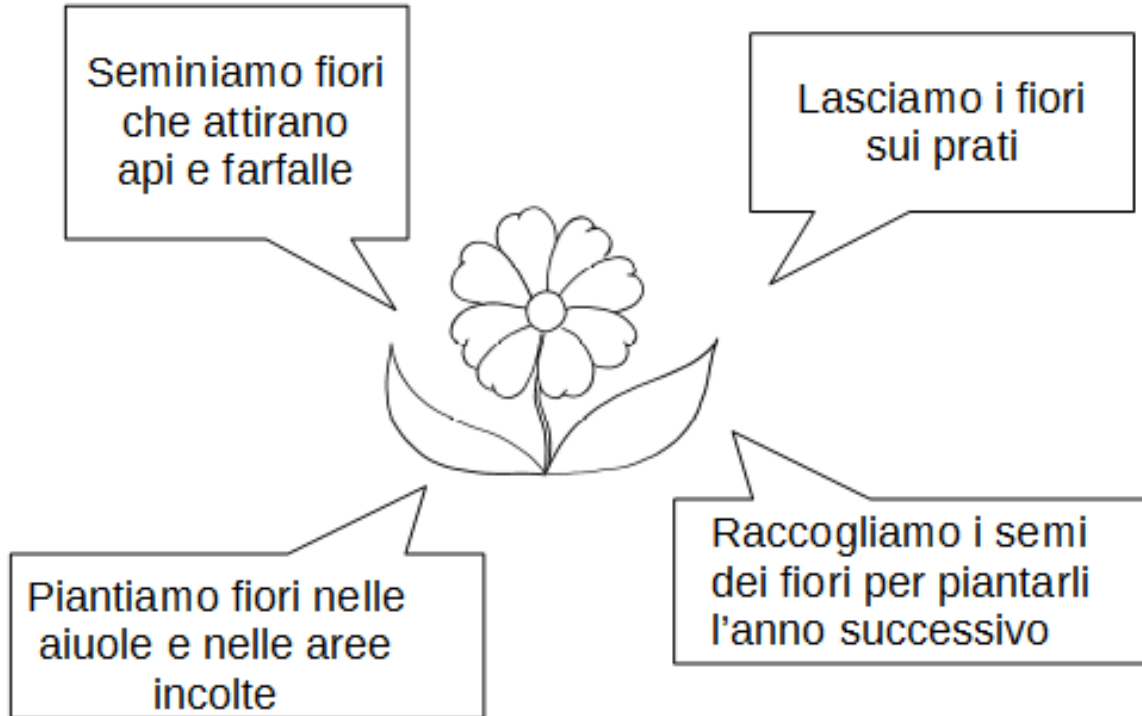 Seminiamo fiori
che attirano
api e farfalle
Lasciamo i fiori
sui prati
Piantiamo fiori nelle
aiuole e nelle aree
incolte
Raccogliamo i semi
dei fiori per piantarli
l'anno successivo